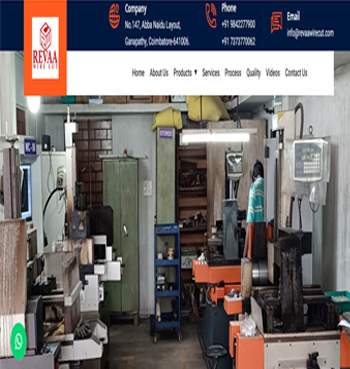 REVAA
WIRE CUT
Company
No.147, Abba Naidu Layout,
Ganapathy, Coimbatore-641006.
Phone
+91 9842277900
+91 7373770062
Email
info@revaawirecut.com
Home About Us Products ▼ Services Process Quality Videos Contact Us